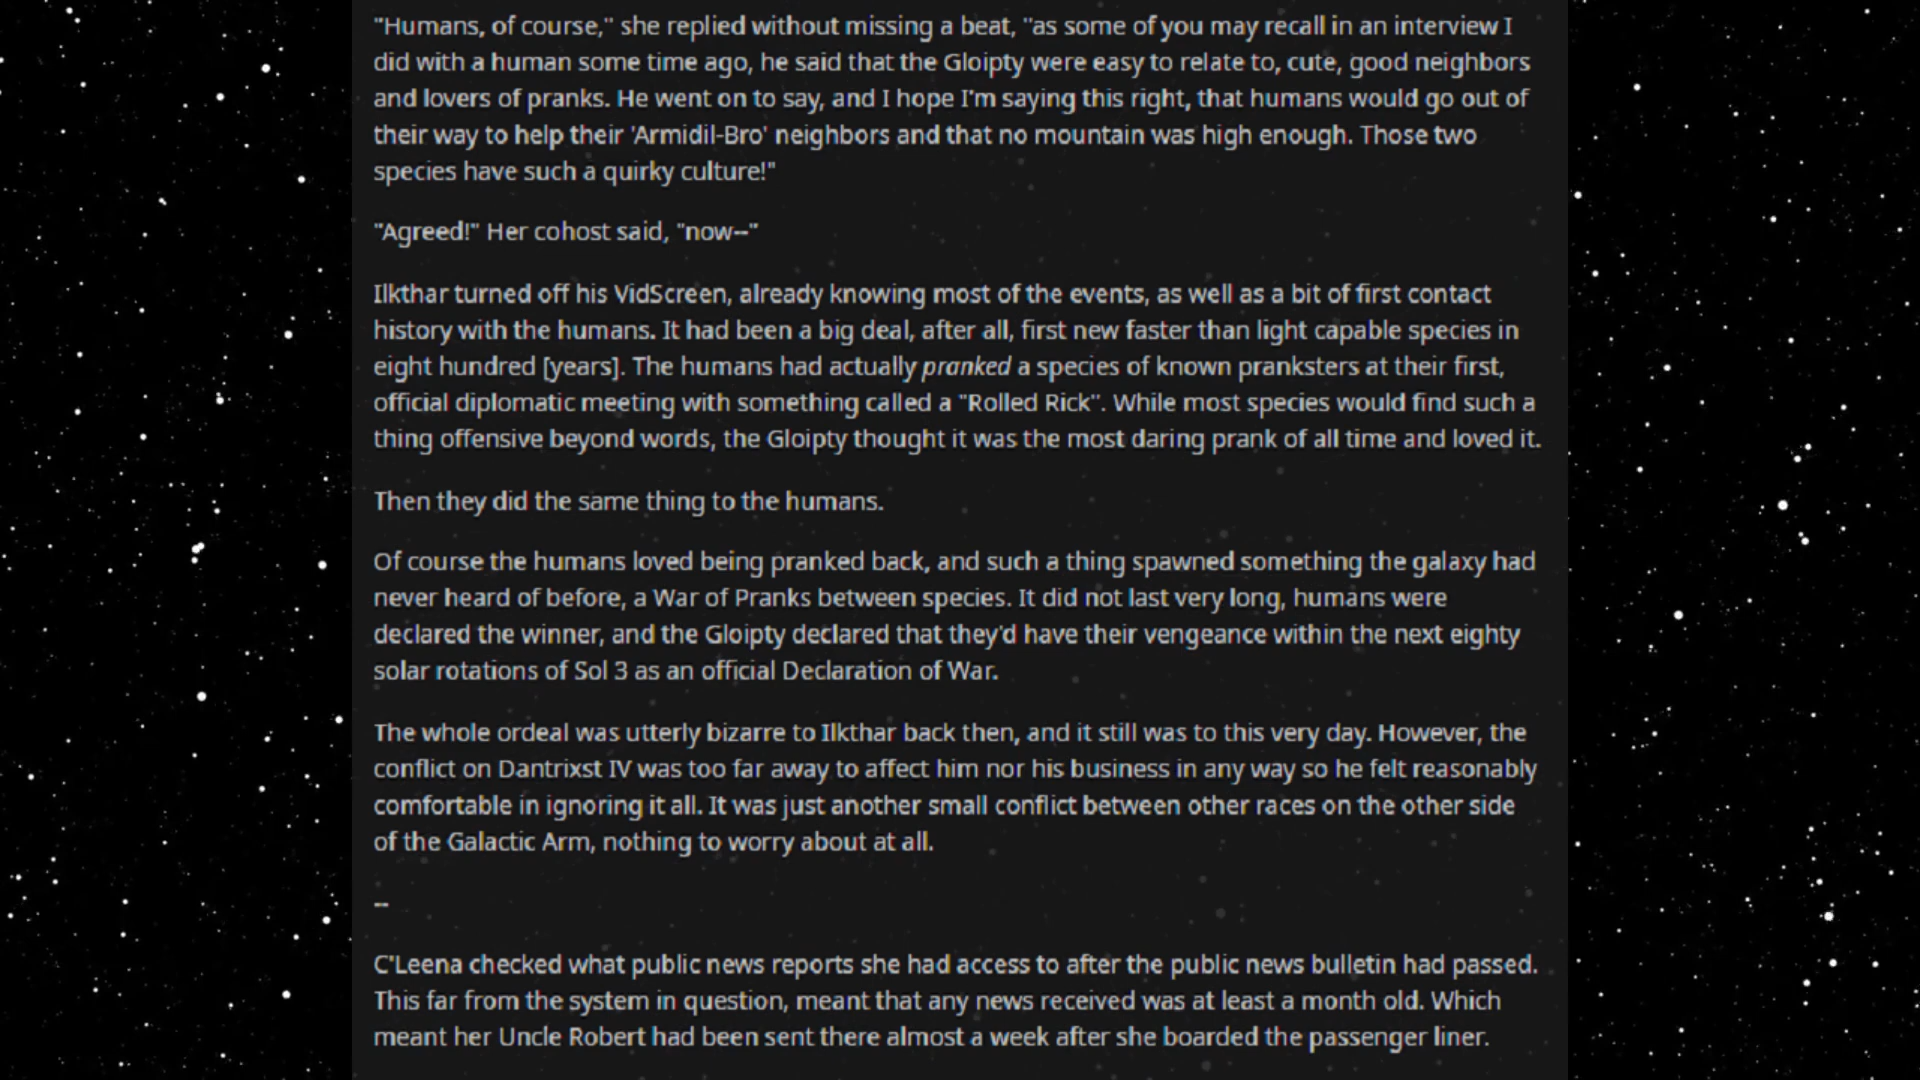 "Humans, of course," she replied without missing a beat, "as some of you may recall in an interview I
did with a human some time ago, he said that the Gloipty were easy to relate to, cute, good neighbors
and lovers of pranks. He went on to say, and I hope I'm saying this right, that humans would go out of
their way to help their 'Armidil-Bro' neighbors and that no mountain was high enough. Those two
species have such a quirky culture!"
"Agreed!" Her cohost said, "now--"
Ilkthar turned off his VidScreen, already knowing most of the events, as well as a bit of first contact
history with the humans. It had been a big deal, after all, first new faster than light capable species in
eight hundred [years]. The humans had actually pranked a species of known pranksters at their first,
official diplomatic meeting with something called a "Rolled Rick". While most species would find such a
thing offensive beyond words, the Gloipty thought it was the most daring prank of all time and loved it.
Then they did the same thing to the humans.
Of course the humans loved being pranked back, and such a thing spawned something the galaxy had
never heard of before, a War of Pranks between species. It did not last very long, humans were
declared the winner, and the Gloipty declared that they'd have their vengeance within the next eighty
solar rotations of Sol 3 as an official Declaration of War.
The whole ordeal was utterly bizarre to Ilkthar back then, and it still was to this very day. However, the
conflict on Dantrixst IV was too far away to affect him nor his business in any way so he felt reasonably
comfortable in ignoring it all. It was just another small conflict between other races on the other side
of the Galactic Arm, nothing to worry about at all.
--
C'Leena checked what public news reports she had access to after the public news bulletin had passed.
This far from the system in question, meant that any news received was at least a month old. Which
meant her Uncle Robert had been sent there almost a week after she boarded the passenger liner.